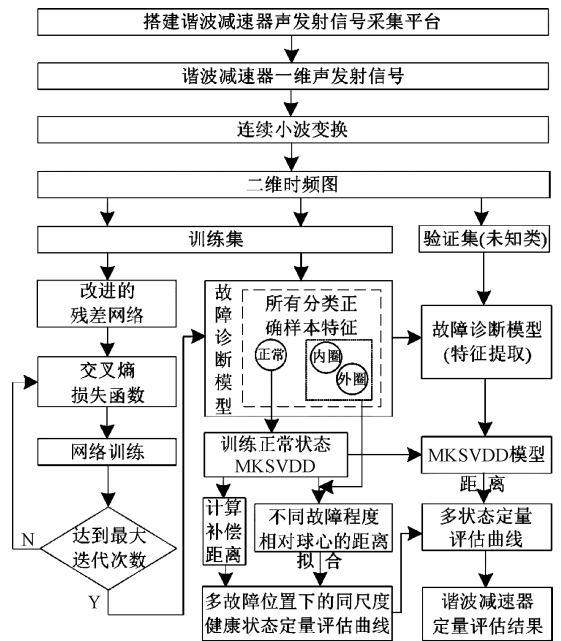 搭建谐波减速器声发射信号采集平台
谐波减速器一维声发射信号
连续小波变换
二维时频图
训练集
验证集(未知类)
改进的
残差网络
交叉熵
损失函数
网络训练
达到最大
迭代次数
N
Y
故障诊断模型
所有分类正
确样本特征
正常
内圈
外圈
故障诊断模型
(特征提取)
训练正常状态
MKSVDD
MKSVDD模型
距离
计算
补偿
距离
不同故障程度
相对球心的距离
拟合
多状态定量
评估曲线
多故障位置下的同尺度
健康状态定量评估曲线
谐波减速器
定量评估结果